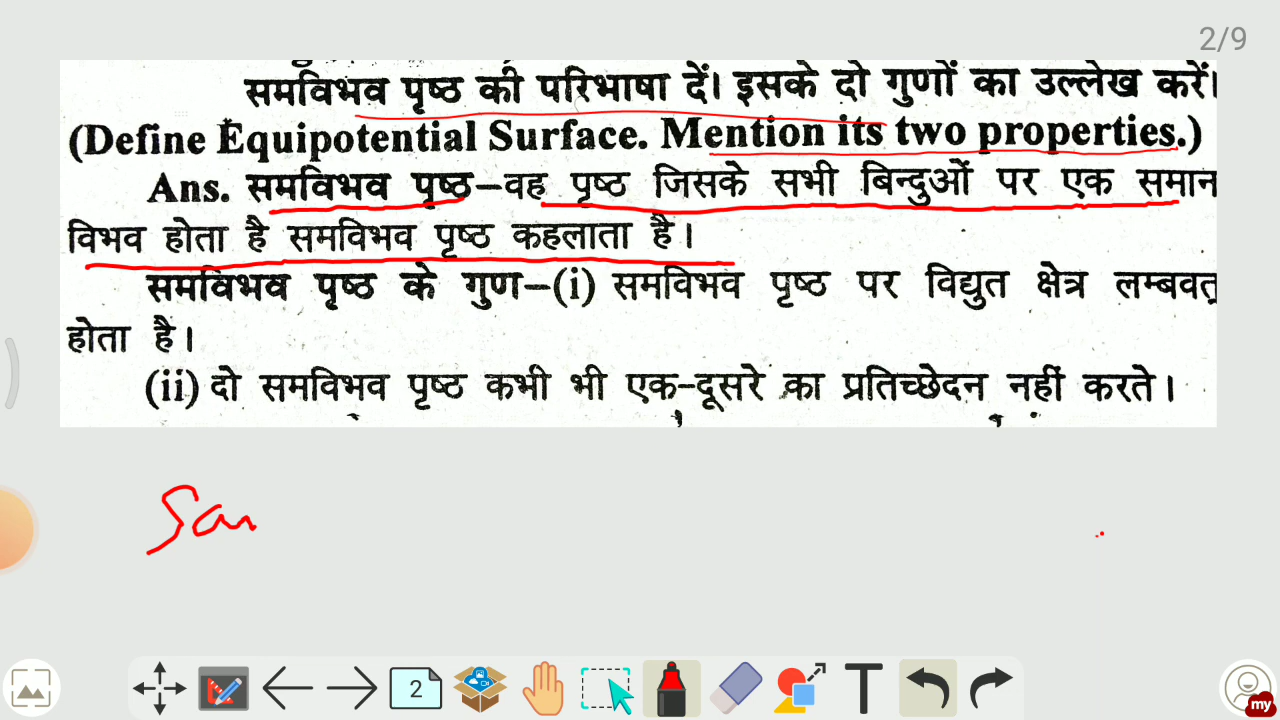 2/9
समविभव पृष्ठ की परिभाषा दें। इसके दो गुणों का उल्लेख करें।
(Define Equipotential Surface. Mention its two properties.)
Ans. समविभव पृष्ठ–वह पृष्ठ जिसके सभी बिन्दुओं पर एक समान
विभव होता है समविभव पृष्ठ कहलाता है।
समविभव पृष्ठ के गुण–(i) समविभव पृष्ठ पर विद्युत क्षेत्र लम्बवत्
होता है।
(ii) दो समविभव पृष्ठ कभी भी एक-दूसरे का प्रतिच्छेदन नहीं करते।
2
T
my